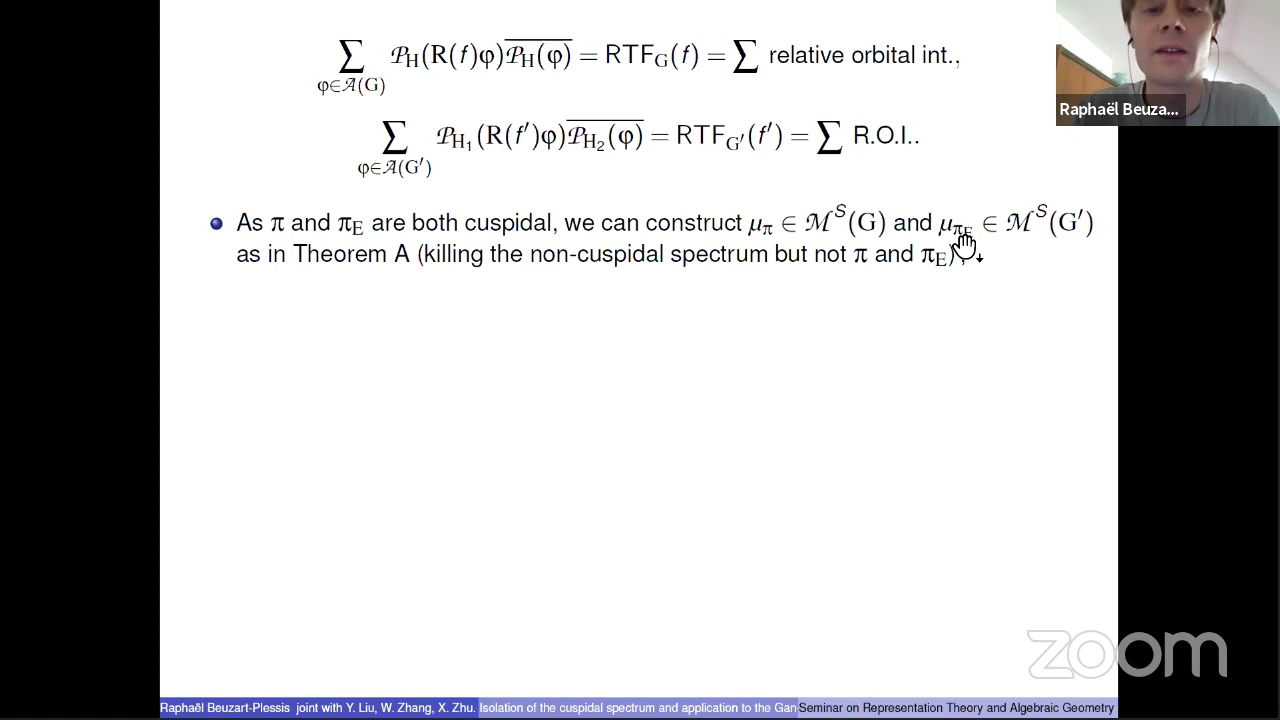 ∑_{φ∈𝒜(G)} 𝒫_H(R(f)φ)\overline{𝒫_H(φ)} = RTF_G(f) = ∑ relative orbital int.,
∑_{φ∈𝒜(G′)} 𝒫_{H₁}(R(f′)φ)\overline{𝒫_{H₂}(φ)} = RTF_{G′}(f′) = ∑ R.O.I..
As π and π_E are both cuspidal, we can construct μ_π ∈ ℳ^S(G) and μ_{π_E} ∈ ℳ^S(G′)
as in Theorem A (killing the non-cuspidal spectrum but not π and π_E),
Raphaël Beuza...
zoom
Raphaël Beuzart-Plessis joint with Y. Liu, W. Zhang, X. Zhu. Isolation of the cuspidal spectrum and application to the Gan Seminar on Representation Theory and Algebraic Geometry